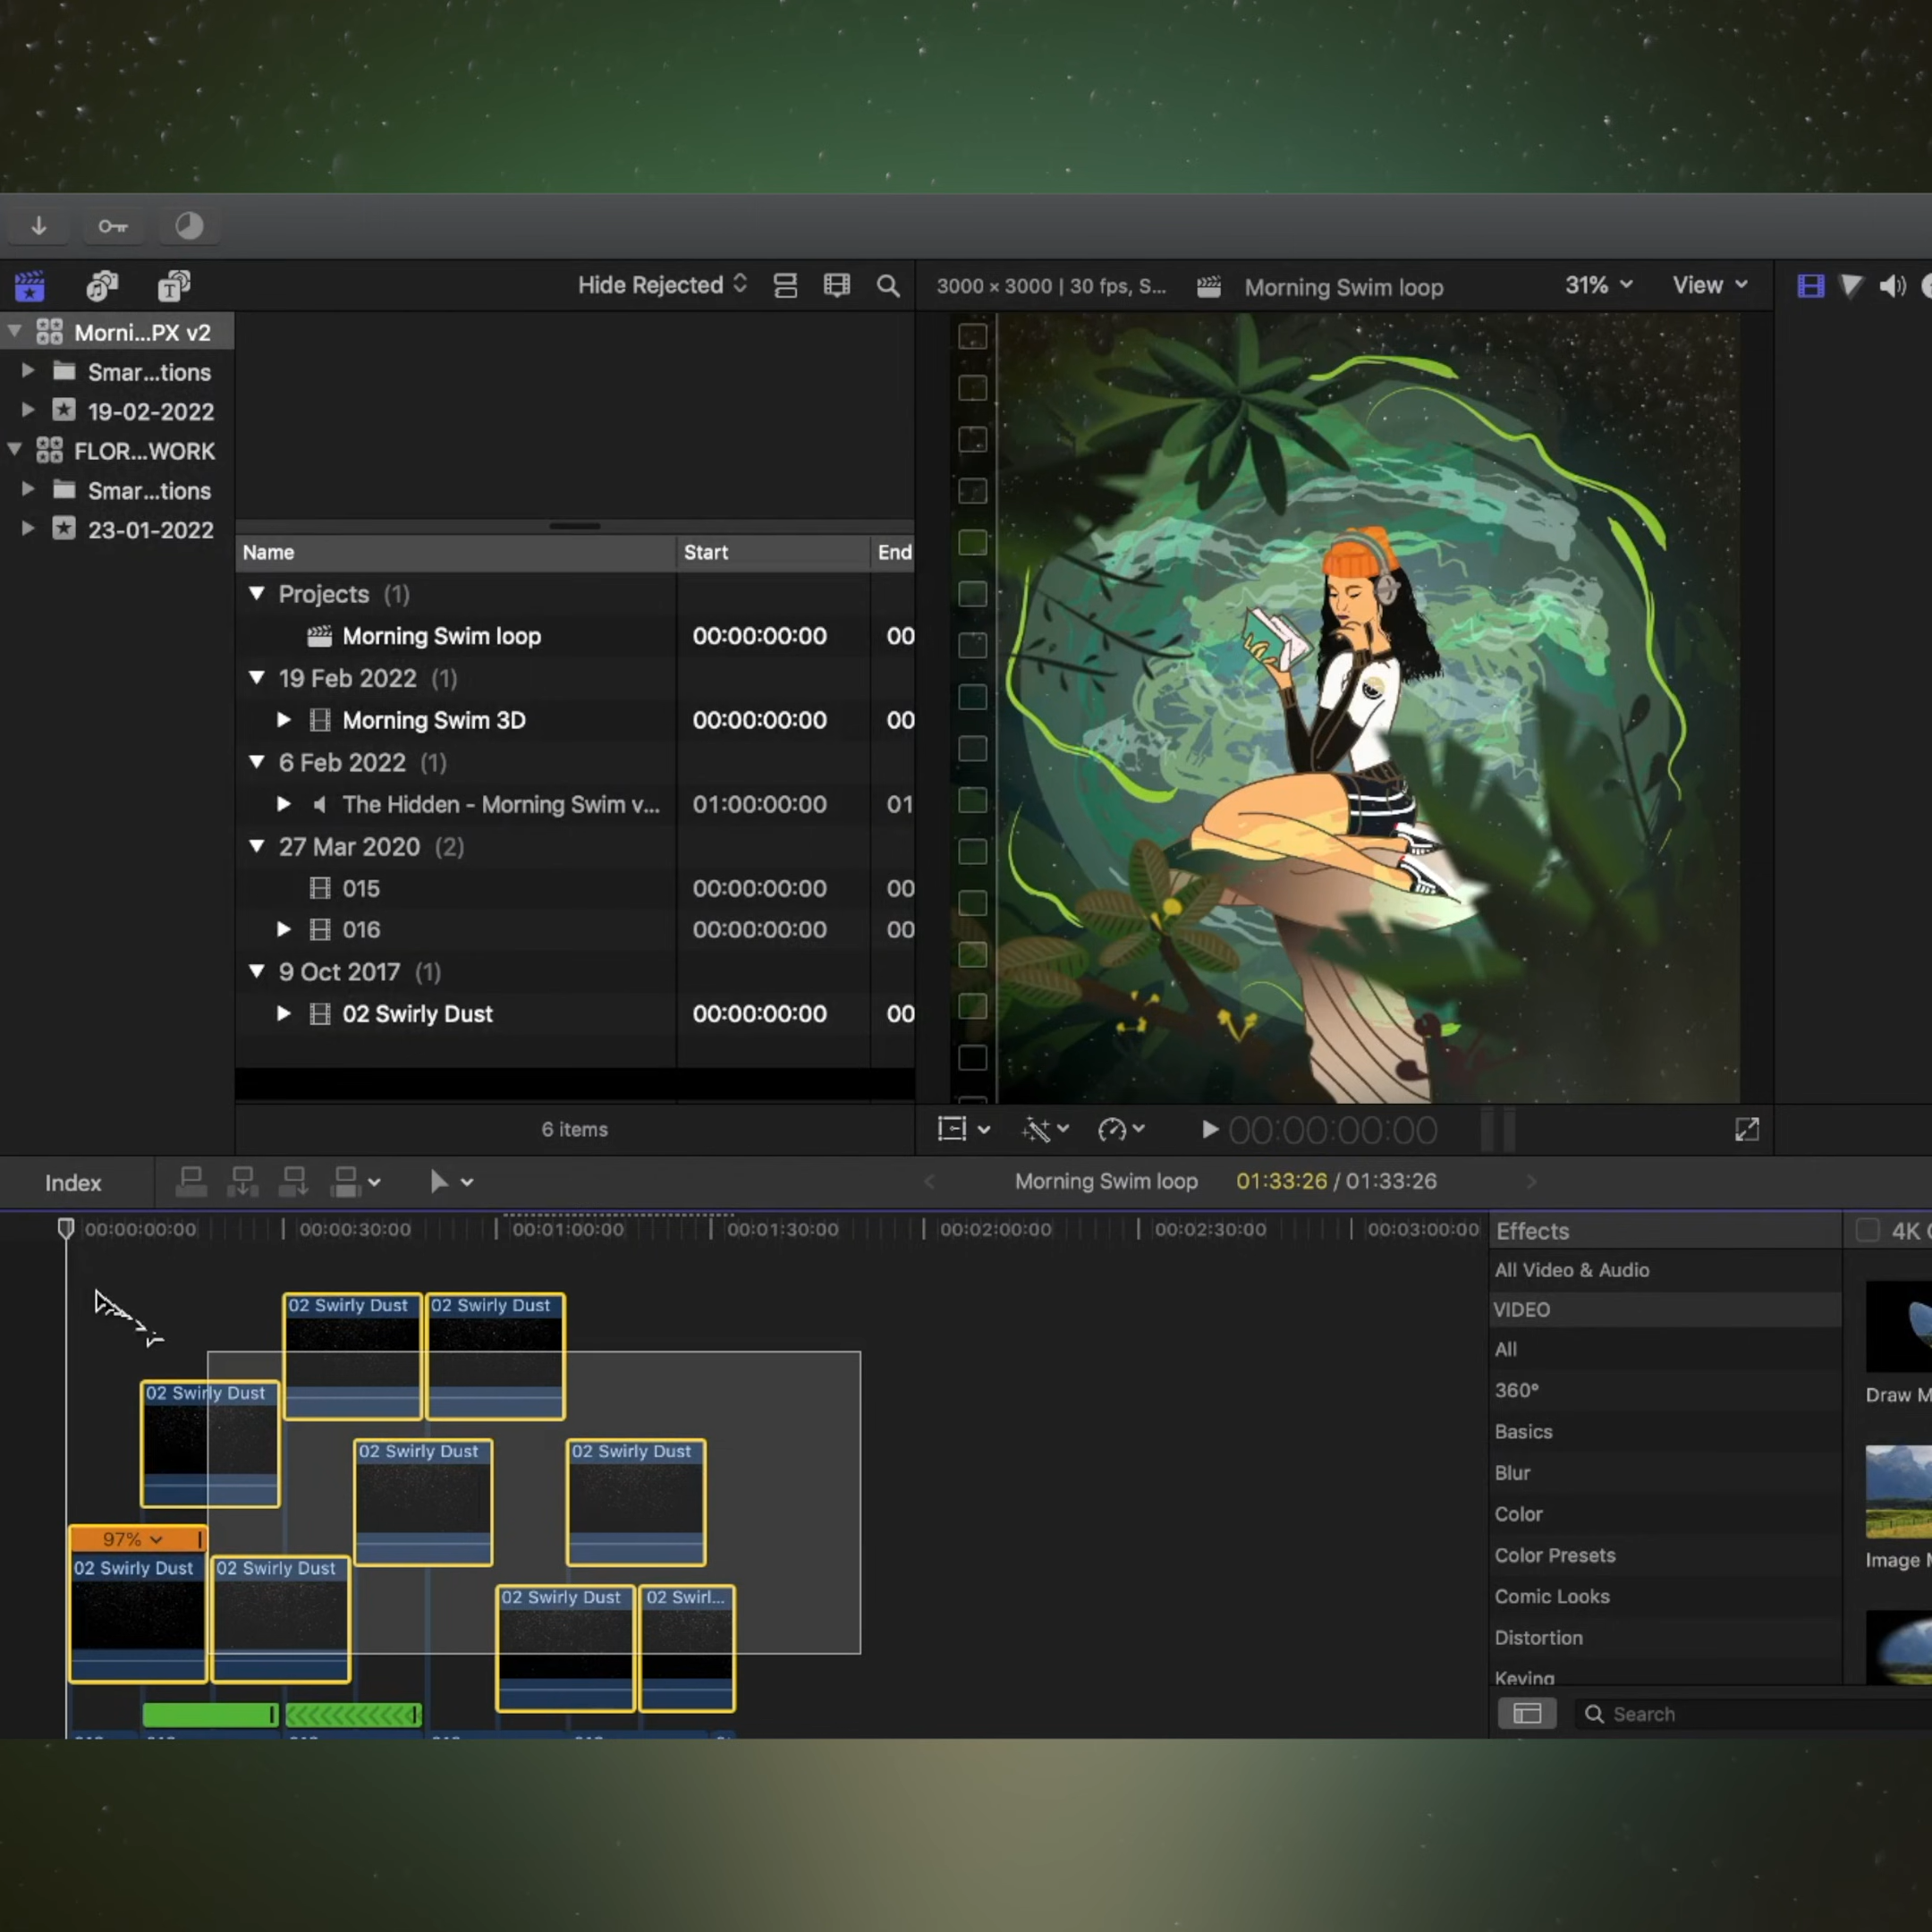 Hide Rejected
3000 × 3000 | 30 fps, S...
Morning Swim loop
31%
View
Morni...PX v2
Smar...tions
19-02-2022
FLOR...WORK
Smar...tions
23-01-2022
Name Start End
Projects (1)
Morning Swim loop 00:00:00:00 00
19 Feb 2022 (1)
Morning Swim 3D 00:00:00:00 00
6 Feb 2022 (1)
The Hidden - Morning Swim v... 01:00:00:00 01
27 Mar 2020 (2)
015 00:00:00:00 00
016 00:00:00:00 00
9 Oct 2017 (1)
02 Swirly Dust 00:00:00:00 00
6 items
00:00:00:00
Index
Morning Swim loop 01:33:26 / 01:33:26
00:00:00:00 00:00:30:00 00:01:00:00 00:01:30:00 00:02:00:00 00:02:30:00 00:03:00:00
02 Swirly Dust 02 Swirly Dust
02 Swirly Dust
02 Swirly Dust 02 Swirly Dust
97%
02 Swirly Dust 02 Swirly Dust
02 Swirly Dust 02 Swirl...
Effects
4K
All Video & Audio
VIDEO
All
360°
Basics
Blur
Color
Color Presets
Comic Looks
Distortion
Keying
Draw M
Image M
Search